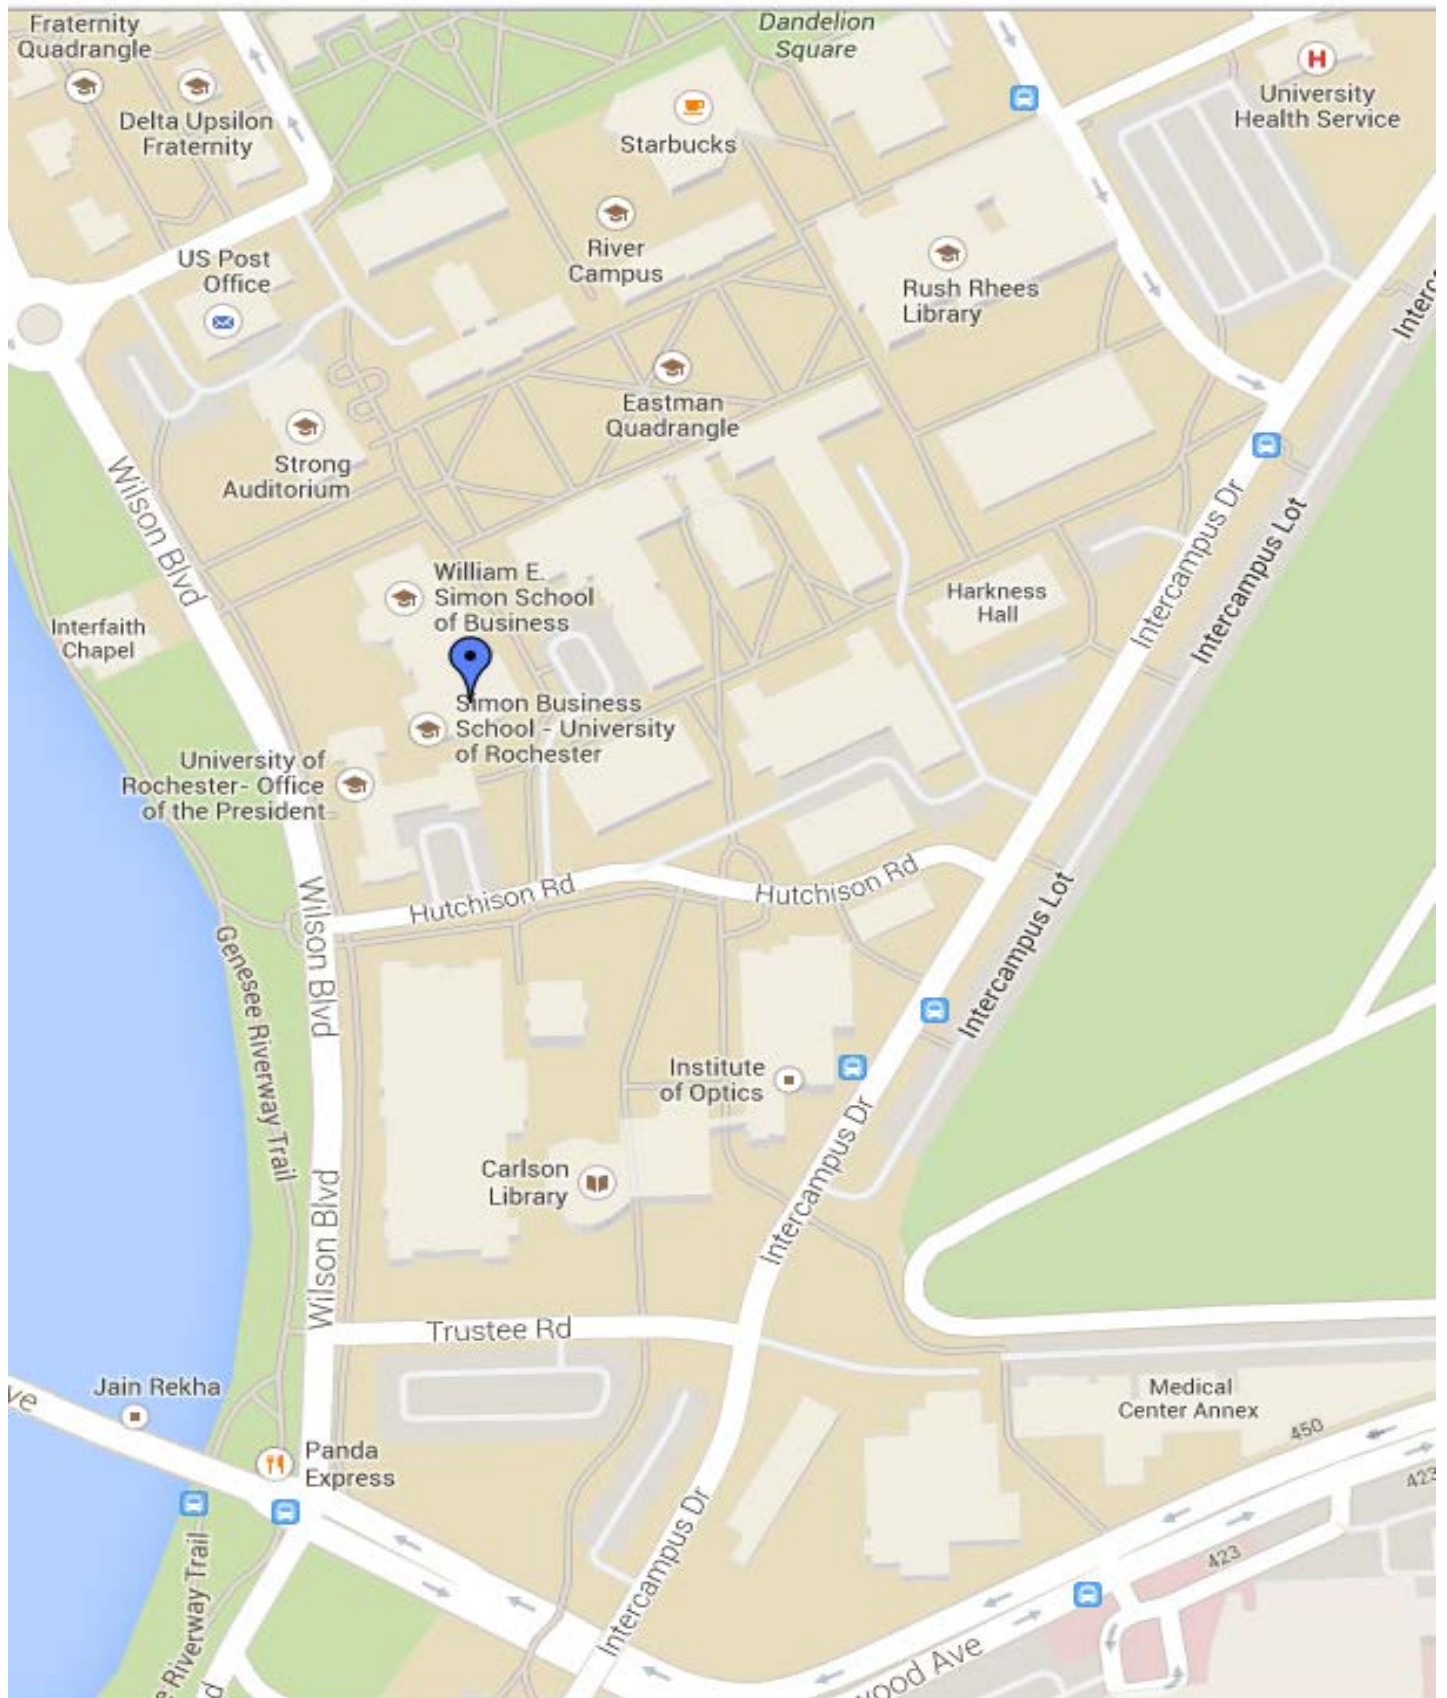 Fraternity
Quadrangle
Dandelion
Square
Delta Upsilon
Fraternity
Starbucks
H
University
Health Service
US Post
Office
River
Campus
Rush Rhees
Library
Eastman
Quadrangle
Strong
Auditorium
Wilson Blvd
Intercampus Dr
Intercampus Lot
William E.
Simon School
of Business
Harkness
Hall
Interfaith
Chapel
Simon Business
School - University
of Rochester
University of
Rochester- Office
of the President
Hutchison Rd
Hutchison Rd
Wilson Blvd
Genesee Riverway Trail
Intercampus Lot
Institute
of Optics
Intercampus Dr
Carlson
Library
Wilson Blvd
Trustee Rd
Jain Rekha
Medical
Center Annex
450
423
Panda
Express
423
Intercampus Dr
Riverway Trail
Ave